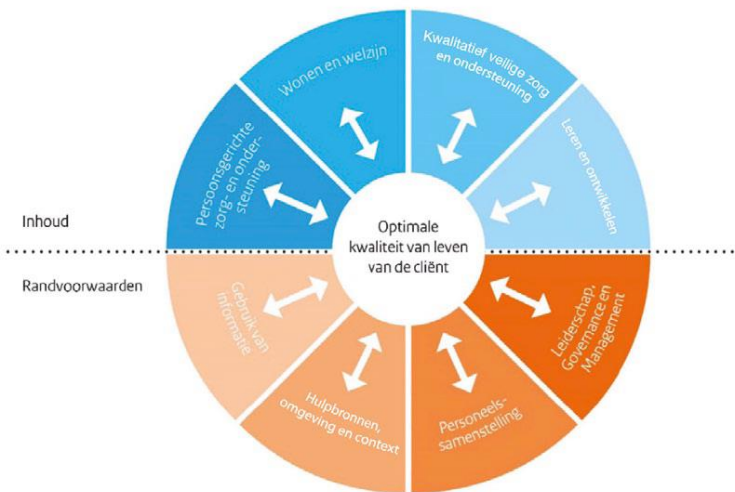 Kwalitatief veilige zorg
en ondersteuning
Wonen en welzijn
Leren en ontwikkelen
Persoonsgerichte
zorg- en onder-
steuning
Optimale
kwaliteit van leven
van de cliënt
Inhoud
Randvoorwaarden
Gebruik van
informatie
Leiderschap,
Governance en
Management
Hulpbronnen,
omgeving en context
Personeels-
samenstelling